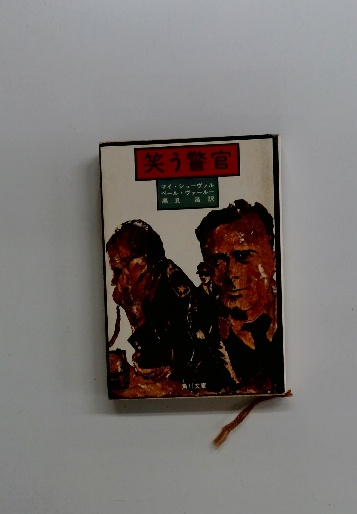 笑う警官
マイ・シューヴァル
ペール・ヴァールー
高見 浩 訳
角川文庫